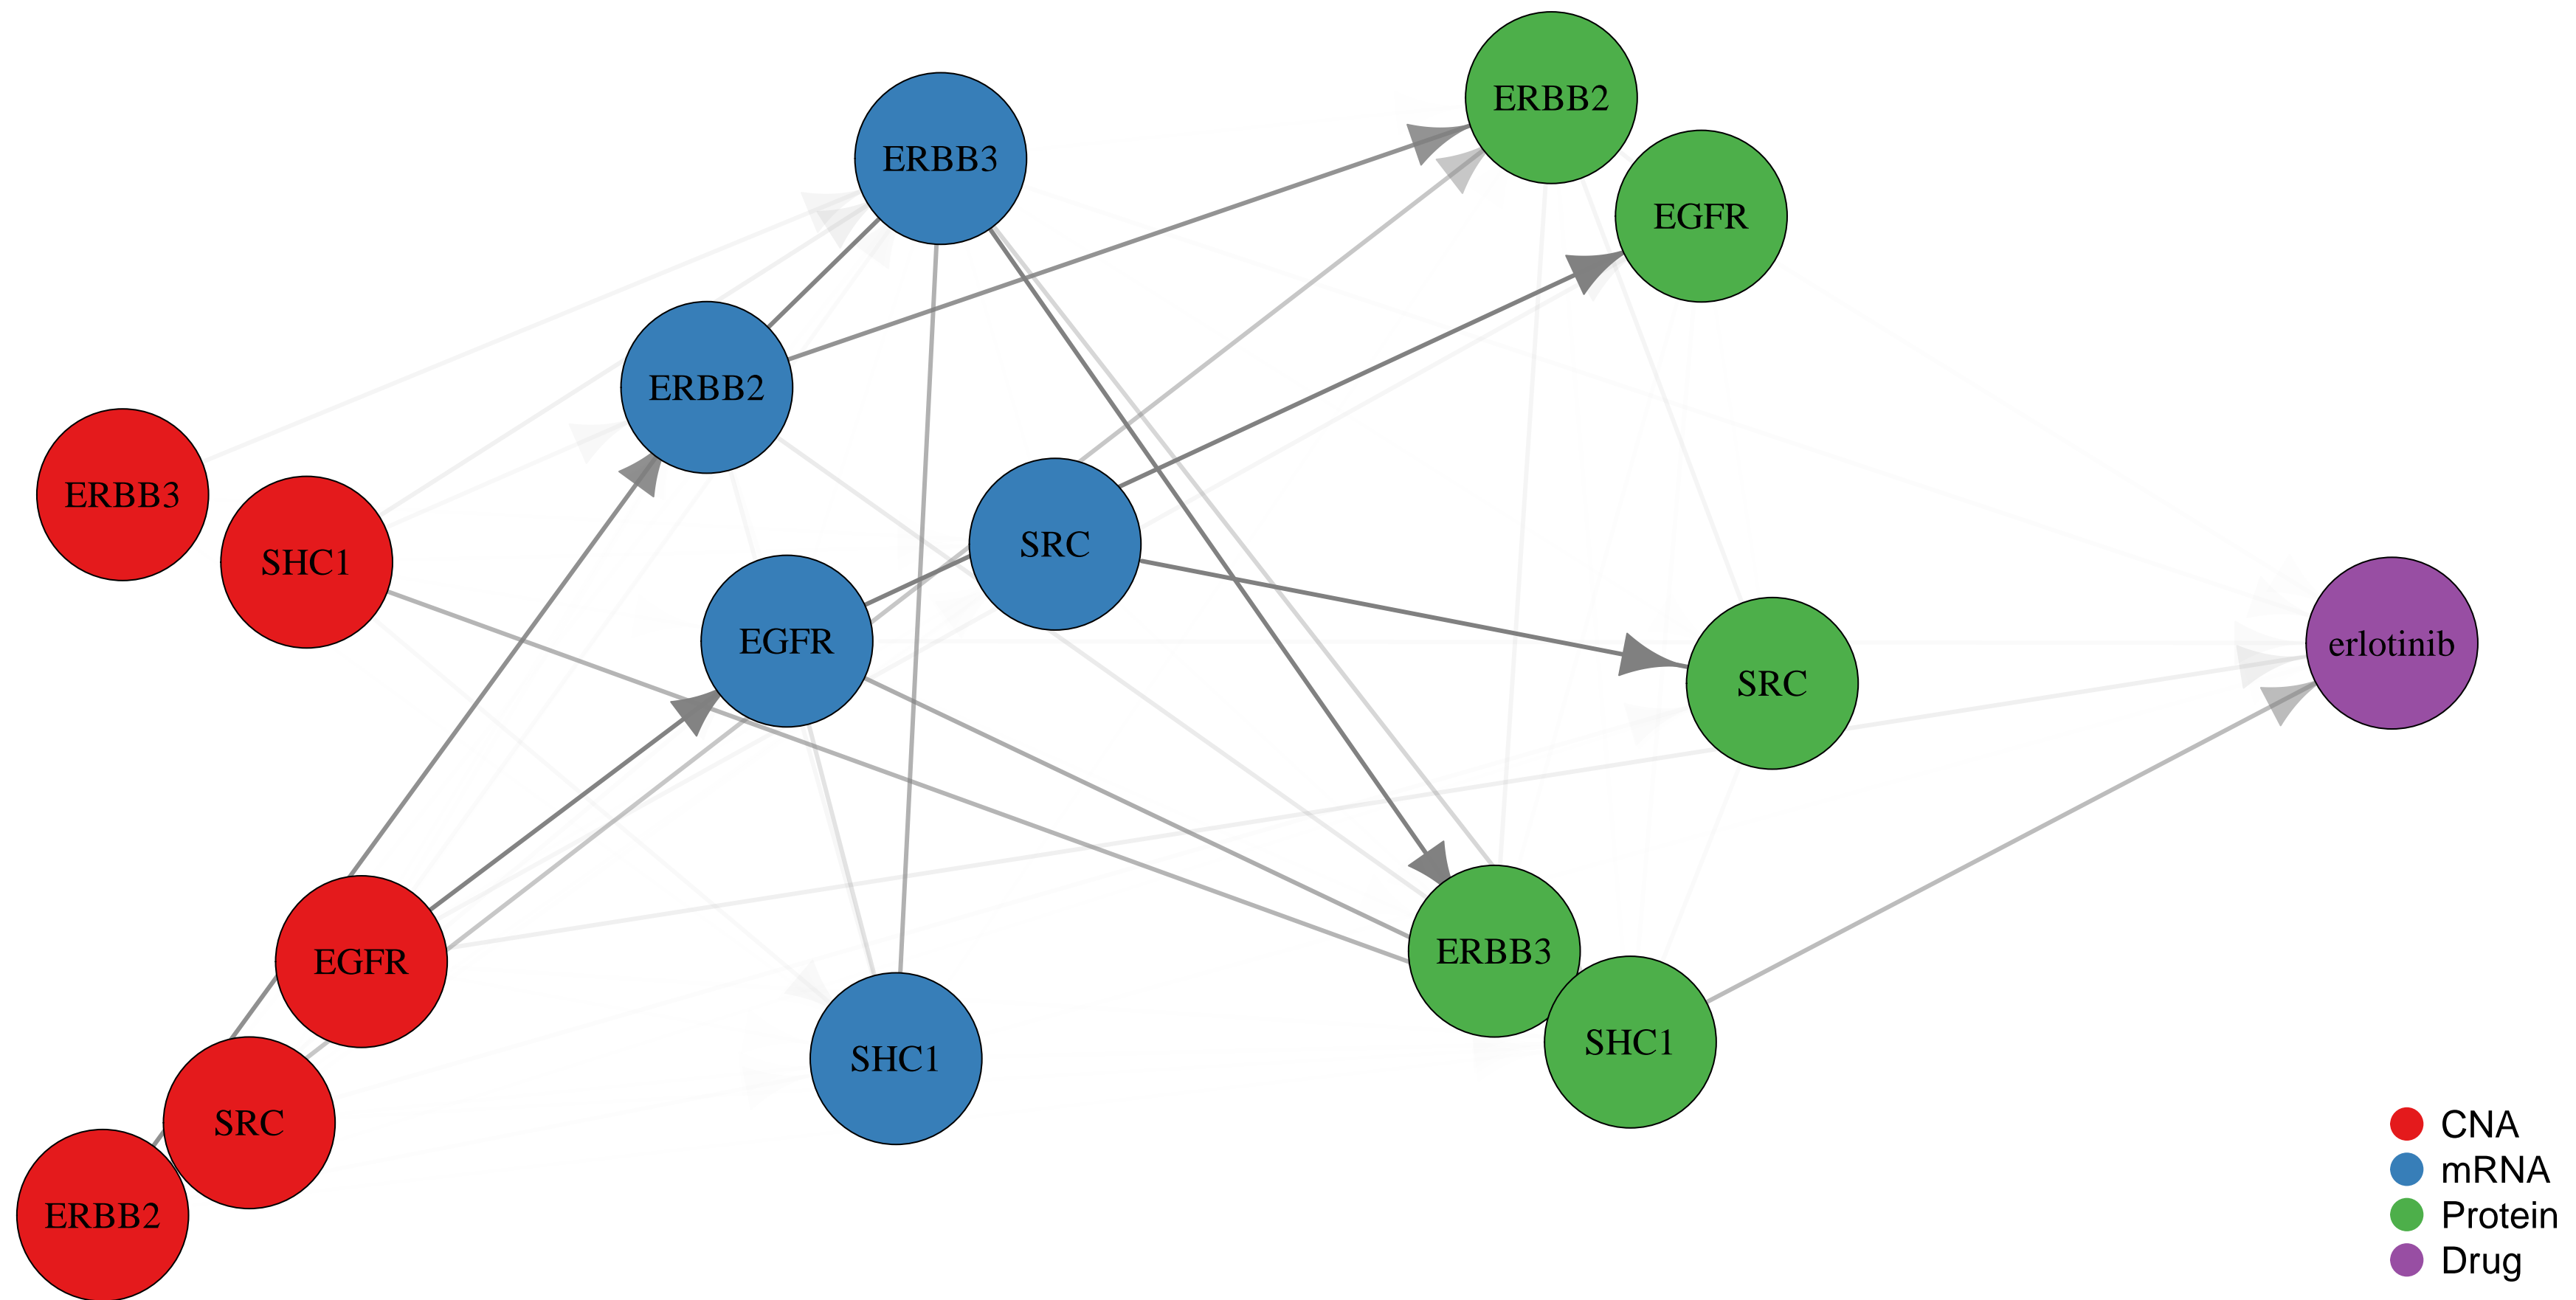 ERBB2
ERBB3
EGFR
ERBB2
ERBB3
SRC
SHC1
EGFR
erlotinib
SRC
ERBB3
EGFR
SHC1
SHC1
SRC
ERBB2
CNA
mRNA
Protein
Drug